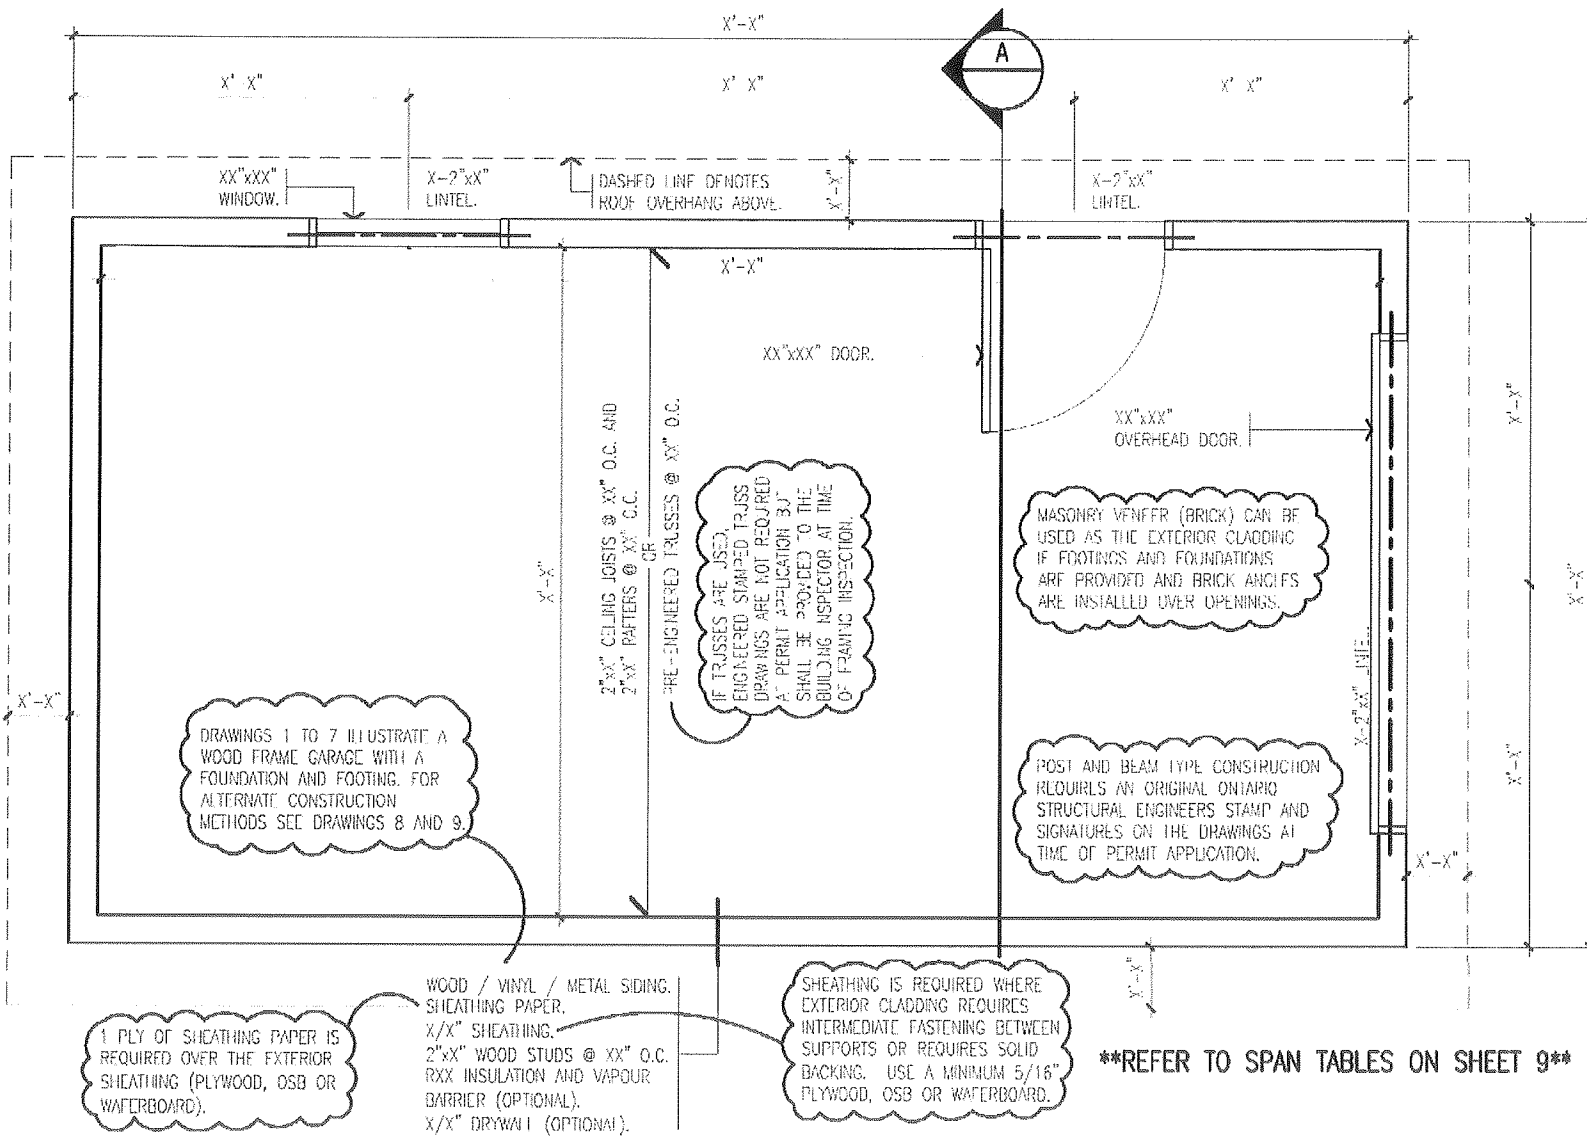 X'-X"
A
X' X"
X' X"
X' X"
XX"xXX"
WINDOW.
X-2"xX"
LINTEL.
DASHED LINE DENOTES
ROOF OVERHANG ABOVE.
X'-X"
X-2"xX"
LINTEL.
X'-X"
XX"xXX" DOOR.
XX"xXX"
OVERHEAD DOOR.
X'-X"
X'-X"
X'-X"
2"xX" CEILING JOISTS @ XX" O.C. AND
2"xX" RAFTERS @ XX" O.C.
OR
PRE-ENGINEERED TRUSSES @ XX" O.C.
IF TRUSSES ARE USED,
ENGINEERED STAMPED TRUSS
DRAWINGS ARE NOT REQUIRED
AT PERMIT APPLICATION BUT
SHALL BE PROVIDED TO THE
BUILDING INSPECTOR AT TIME
OF FRAMING INSPECTION.
MASONRY VENEER (BRICK) CAN BE
USED AS THE EXTERIOR CLADDING
IF FOOTINGS AND FOUNDATIONS
ARE PROVIDED AND BRICK ANGLES
ARE INSTALLED OVER OPENINGS.
X-2"xX" LINTEL
X'-X"
X'-X"
DRAWINGS 1 TO 7 ILLUSTRATE A
WOOD FRAME GARAGE WITH A
FOUNDATION AND FOOTING. FOR
ALTERNATE CONSTRUCTION
METHODS SEE DRAWINGS 8 AND 9.
POST AND BEAM TYPE CONSTRUCTION
REQUIRES AN ORIGINAL ONTARIO
STRUCTURAL ENGINEERS STAMP AND
SIGNATURES ON THE DRAWINGS AT
TIME OF PERMIT APPLICATION.
X'-X"
X'-X"
WOOD / VINYL / METAL SIDING.
SHEATHING PAPER.
X/X" SHEATHING.
2"xX" WOOD STUDS @ XX" O.C.
RXX INSULATION AND VAPOUR
BARRIER (OPTIONAL).
X/X" DRYWALL (OPTIONAL).
1 PLY OF SHEATHING PAPER IS
REQUIRED OVER THE EXTERIOR
SHEATHING (PLYWOOD, OSB OR
WAFERBOARD).
SHEATHING IS REQUIRED WHERE
EXTERIOR CLADDING REQUIRES
INTERMEDIATE FASTENING BETWEEN
SUPPORTS OR REQUIRES SOLID
BACKING. USE A MINIMUM 5/16"
PLYWOOD, OSB OR WAFERBOARD.
**REFER TO SPAN TABLES ON SHEET 9**